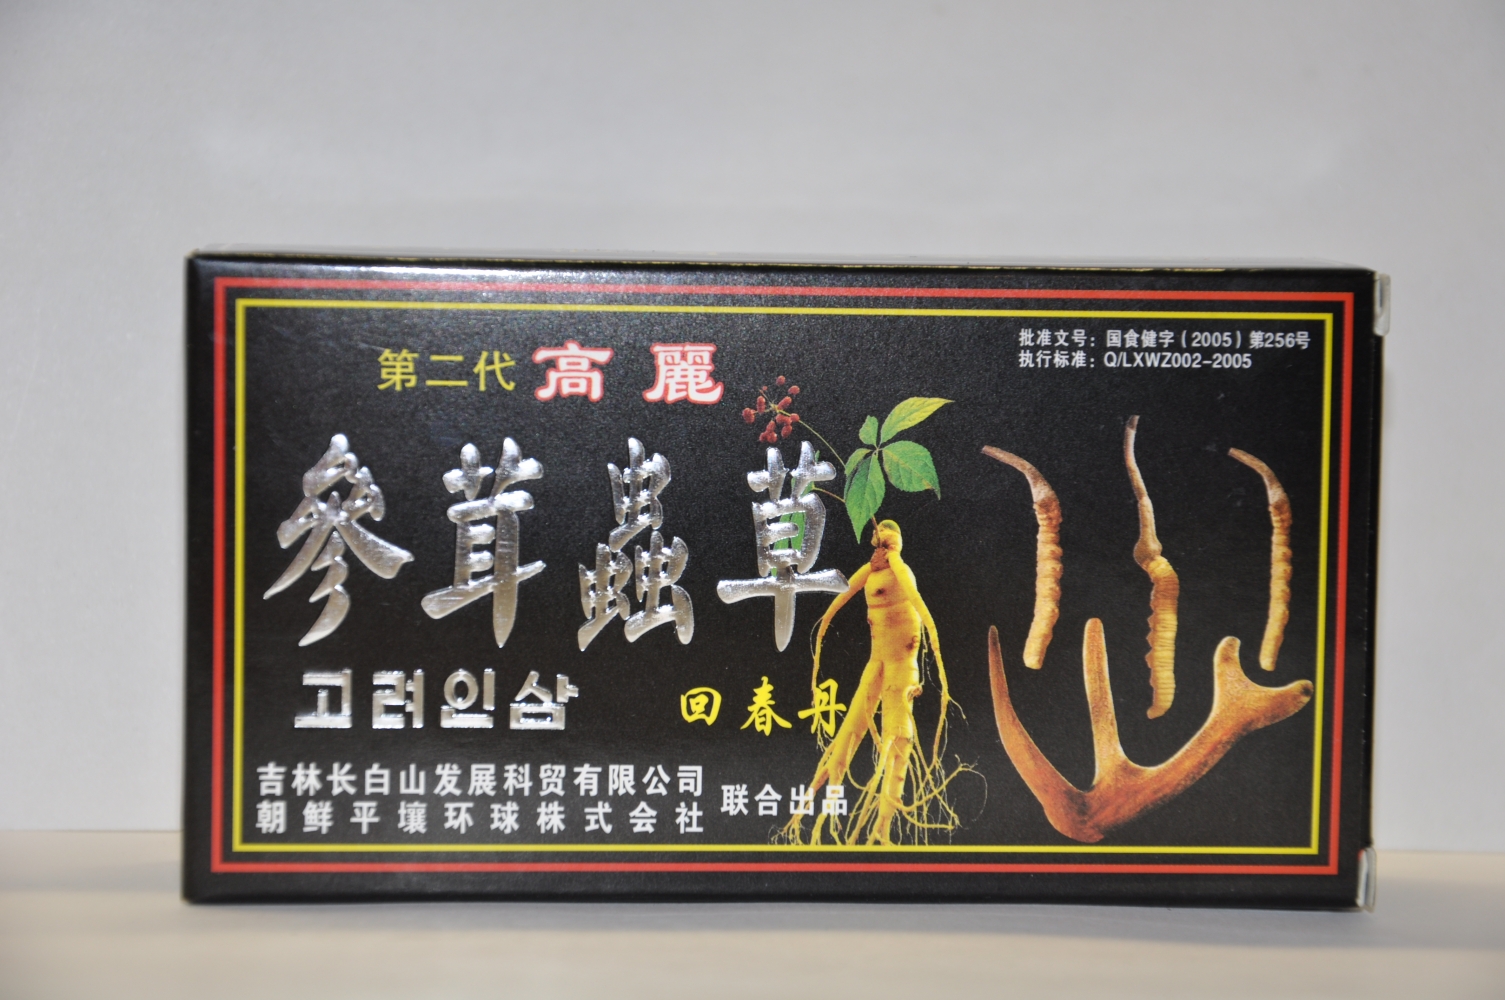 批准文号：国食健字（2005）第256号
执行标准：Q/LXWZ002-2005
第二代 高麗
參茸蟲草
고려인삼
回春丹
吉林长白山发展科贸有限公司
朝鲜平壤环球株式会社
联合出品